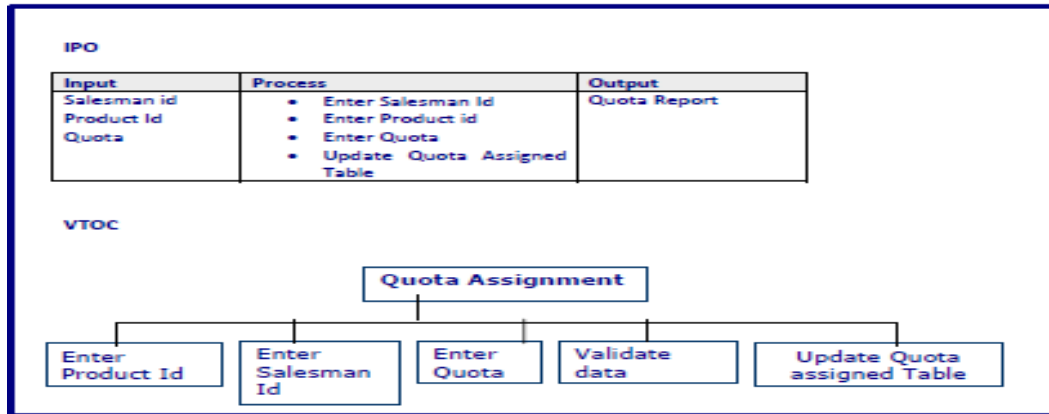 IPO
Input Process Output
Salesman id • Enter Salesman Id Quota Report
Product Id • Enter Product id
Quota • Enter Quota
• Update Quota Assigned
Table
VTOC
Quota Assignment
Enter
Product Id
Enter
Salesman
Id
Enter
Quota
Validate
data
Update Quota
assigned Table